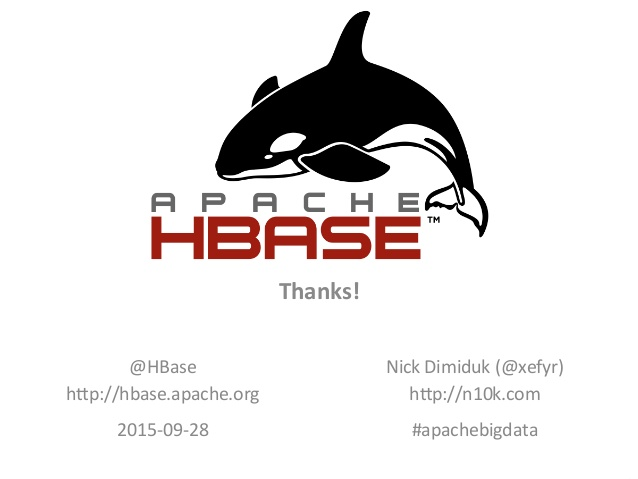 APACHE
HBASE™
Thanks!
@HBase
http://hbase.apache.org
2015-09-28
Nick Dimiduk (@xefyr)
http://n10k.com
#apachebigdata